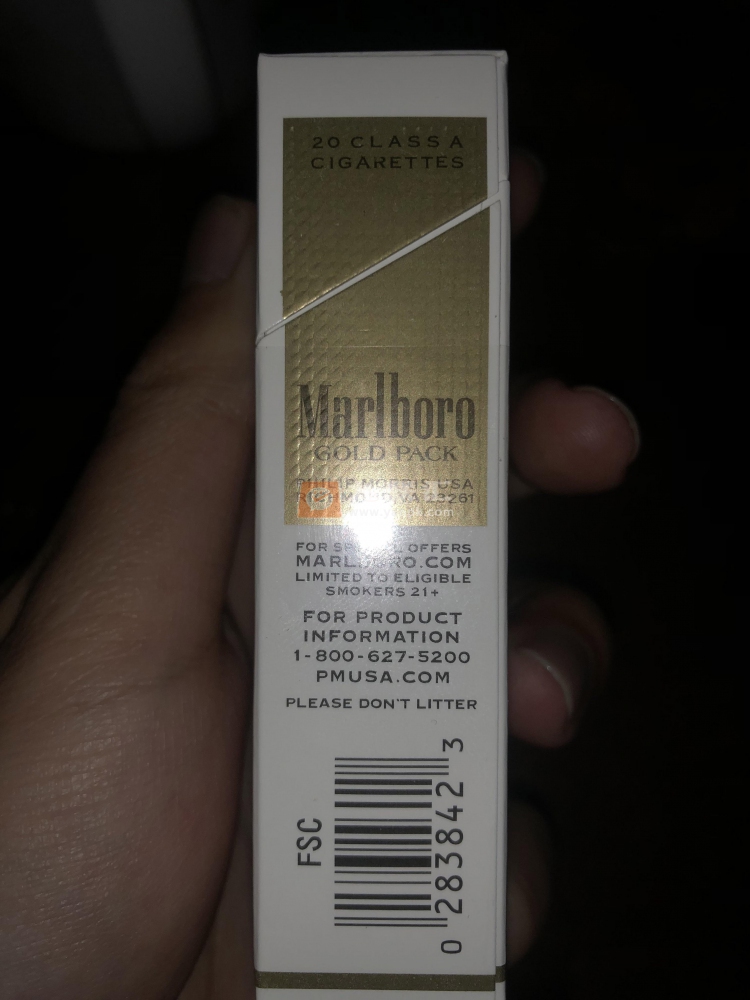 20 CLASS A
CIGARETTES
Marlboro
GOLD PACK
PHILIP MORRIS USA
RICHMOND, VA 23261
FOR OFFERS
MARLBORO.COM
LIMITED TO ELIGIBLE
SMOKERS 21+
FOR PRODUCT
INFORMATION
1-800-627-5200
PMUSA.COM
PLEASE DON'T LITTER
FSC
0 283842 3